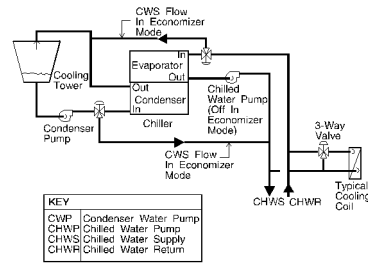 CWS Flow
In Economizer
Mode
In
Evaporator
Out
Cooling
Tower
Out
Condenser
In
Chiller
Chilled
Water Pump
(Off In
Economizer
Mode)
Condenser
Pump
3-Way
Valve
CWS Flow
In Economizer
Mode
CHWS CHWR
Typical
Cooling
Coil
KEY
CWP Condenser Water Pump
CHWP Chilled Water Pump
CHWS Chilled Water Supply
CHWR Chilled Water Return